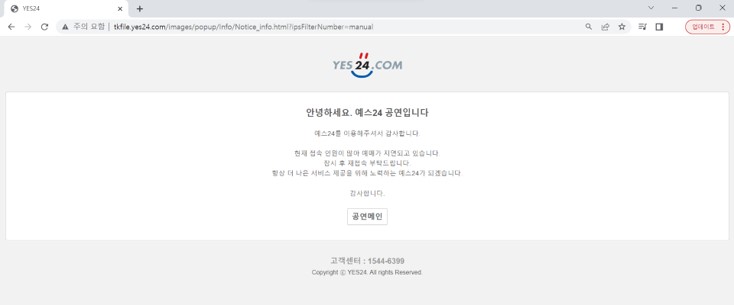 YES24
주의 요함 | tkfile.yes24.com/images/popup/Info/Notice_info.html?ipsFilterNumber=manual
업데이트
YES24.COM
안녕하세요. 예스24 공연입니다
예스24를 이용해주셔서 감사합니다.
현재 접속 인원이 많아 예매가 지연되고 있습니다.
잠시 후 재접속 부탁드립니다.
항상 더 나은 서비스 제공을 위해 노력하는 예스24가 되겠습니다.
감사합니다.
공연메인
고객센터 : 1544-6399
Copyright ⓒ YES24. All rights Reserved.